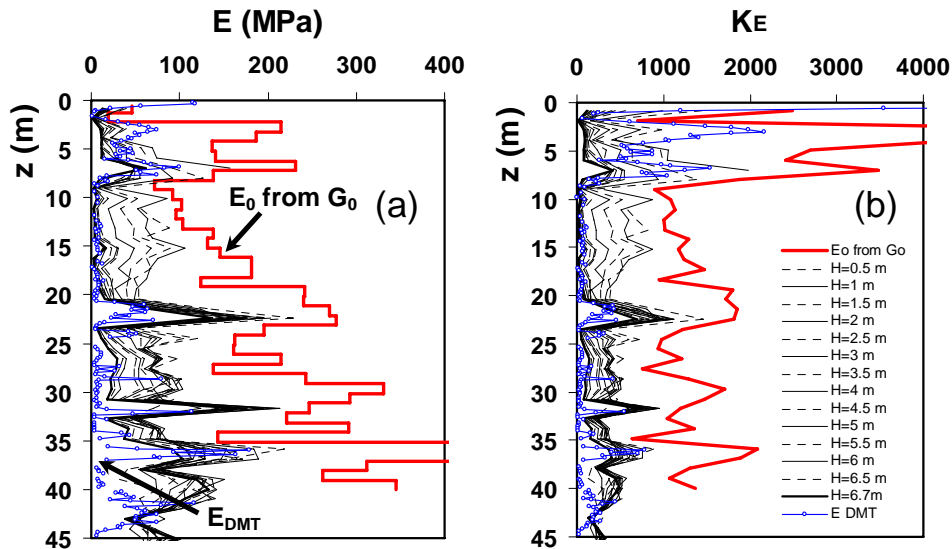 E (MPa)
0 100 200 300 400
z (m)
0
5
10
15
20
25
30
35
40
45
E₀ from G₀
(a)
E_DMT
KE
0 1000 2000 3000 4000
z (m)
0
5
10
15
20
25
30
35
40
45
(b)
Eo from Go
H=0.5 m
H=1 m
H=1.5 m
H=2 m
H=2.5 m
H=3 m
H=3.5 m
H=4 m
H=4.5 m
H=5 m
H=5.5 m
H=6 m
H=6.5 m
H=6.7m
E DMT